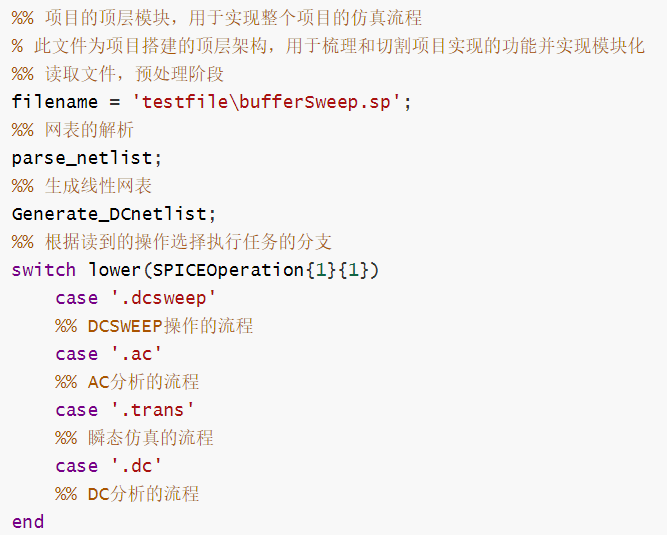 %% 项目的顶层模块，用于实现整个项目的仿真流程
% 此文件为项目搭建的顶层架构，用于梳理和切割项目实现的功能并实现模块化
%% 读取文件，预处理阶段
filename = 'testfile\bufferSweep.sp';
%% 网表的解析
parse_netlist;
%% 生成线性网表
Generate_DCnetlist;
%% 根据读到的操作选择执行任务的分支
switch lower(SPICEOperation{1}{1})
    case '.dcsweep'
    %% DCSWEEP操作的流程
    case '.ac'
    %% AC分析的流程
    case '.trans'
    %% 瞬态仿真的流程
    case '.dc'
    %% DC分析的流程
end